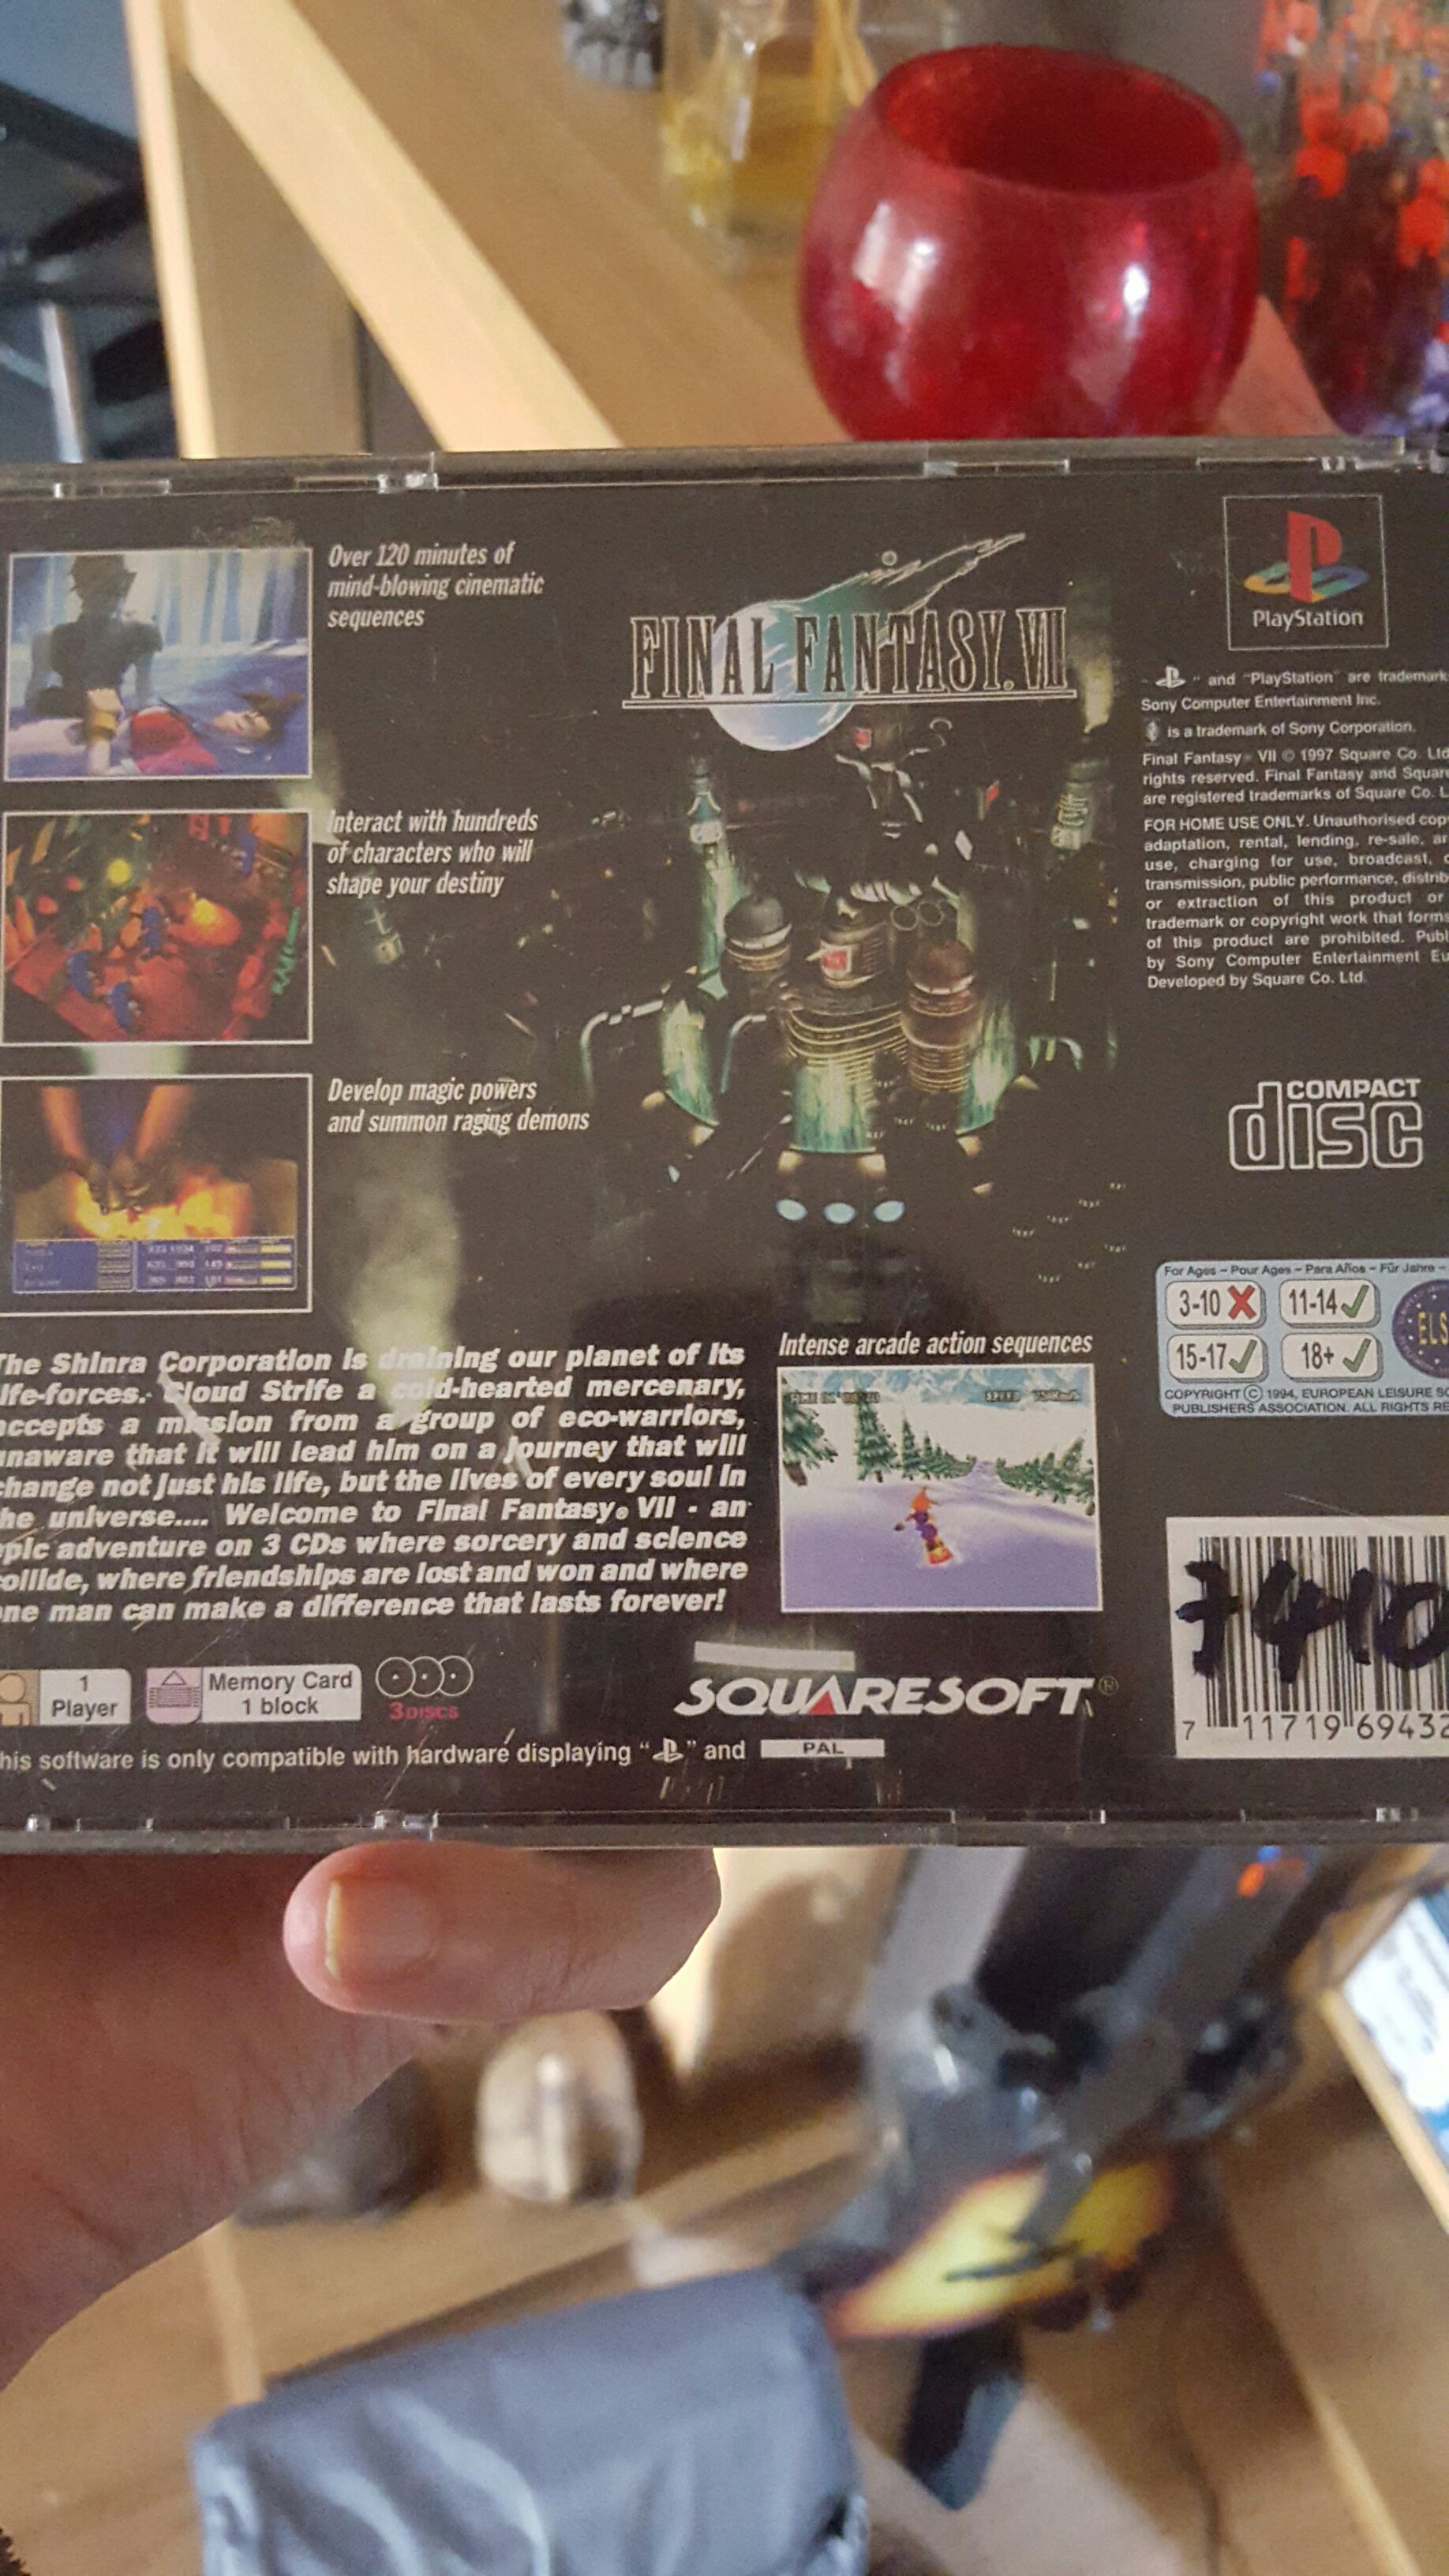 Over 120 minutes of
mind-blowing cinematic
sequences
Interact with hundreds
of characters who will
shape your destiny
Develop magic powers
and summon raging demons
FINAL FANTASY. VII
PlayStation
" and "PlayStation" are trademark
Sony Computer Entertainment Inc.
is a trademark of Sony Corporation.
Final Fantasy® VII © 1997 Square Co. Ltd
rights reserved. Final Fantasy and Square
are registered trademarks of Square Co. L
FOR HOME USE ONLY. Unauthorised cop
adaptation, rental, lending, re-sale, ar
use, charging for use, broadcast, c
transmission, public performance, distrib
or extraction of this product or
trademark or copyright work that forms
of this product are prohibited. Publ
by Sony Computer Entertainment Eu
Developed by Square Co. Ltd.
COMPACT
disc
For Ages – Pour Ages – Para Años – Für Jahre –
3-10 11-14
15-17 18+
ELS
COPYRIGHT © 1994, EUROPEAN LEISURE SO
PUBLISHERS ASSOCIATION. ALL RIGHTS RE
The Shinra Corporation is draining our planet of its
life-forces. Cloud Strife a cold-hearted mercenary,
accepts a mission from a group of eco-warriors,
unaware that it will lead him on a journey that will
change not just his life, but the lives of every soul in
the universe.... Welcome to Final Fantasy® VII - an
epic adventure on 3 CDs where sorcery and science
collide, where friendships are lost and won and where
one man can make a difference that lasts forever!
Intense arcade action sequences
1
Player
Memory Card
1 block
3 DISCS
SQUARESOFT®
This software is only compatible with hardware displaying " " and PAL
7410
7 11719 69432